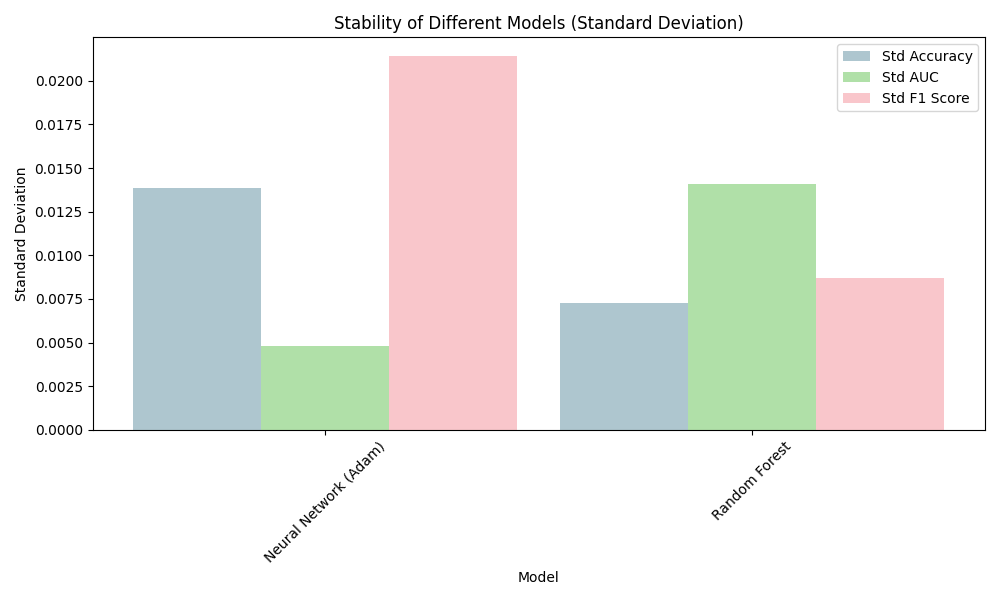 Stability of Different Models (Standard Deviation)
Std Accuracy
Std AUC
Std F1 Score
Standard Deviation
0.0200
0.0175
0.0150
0.0125
0.0100
0.0075
0.0050
0.0025
0.0000
Neural Network (Adam)
Random Forest
Model